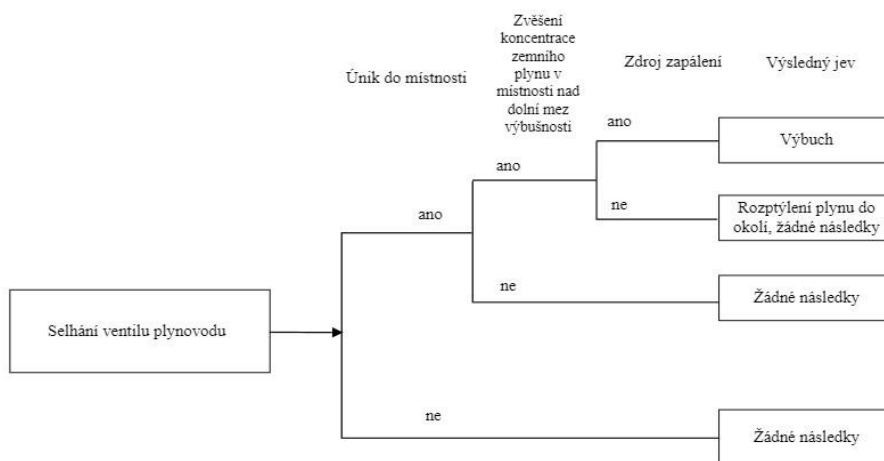 Únik do místnosti
Zvěšení
koncentrace
zemního
plynu v
místnosti nad
dolní mez
výbušnosti
Zdroj zapálení
Výsledný jev
ano
Výbuch
ano
ne
Rozptýlení plynu do
okolí, žádné následky
ano
ne
Žádné následky
Selhání ventilu plynovodu
ne
Žádné následky